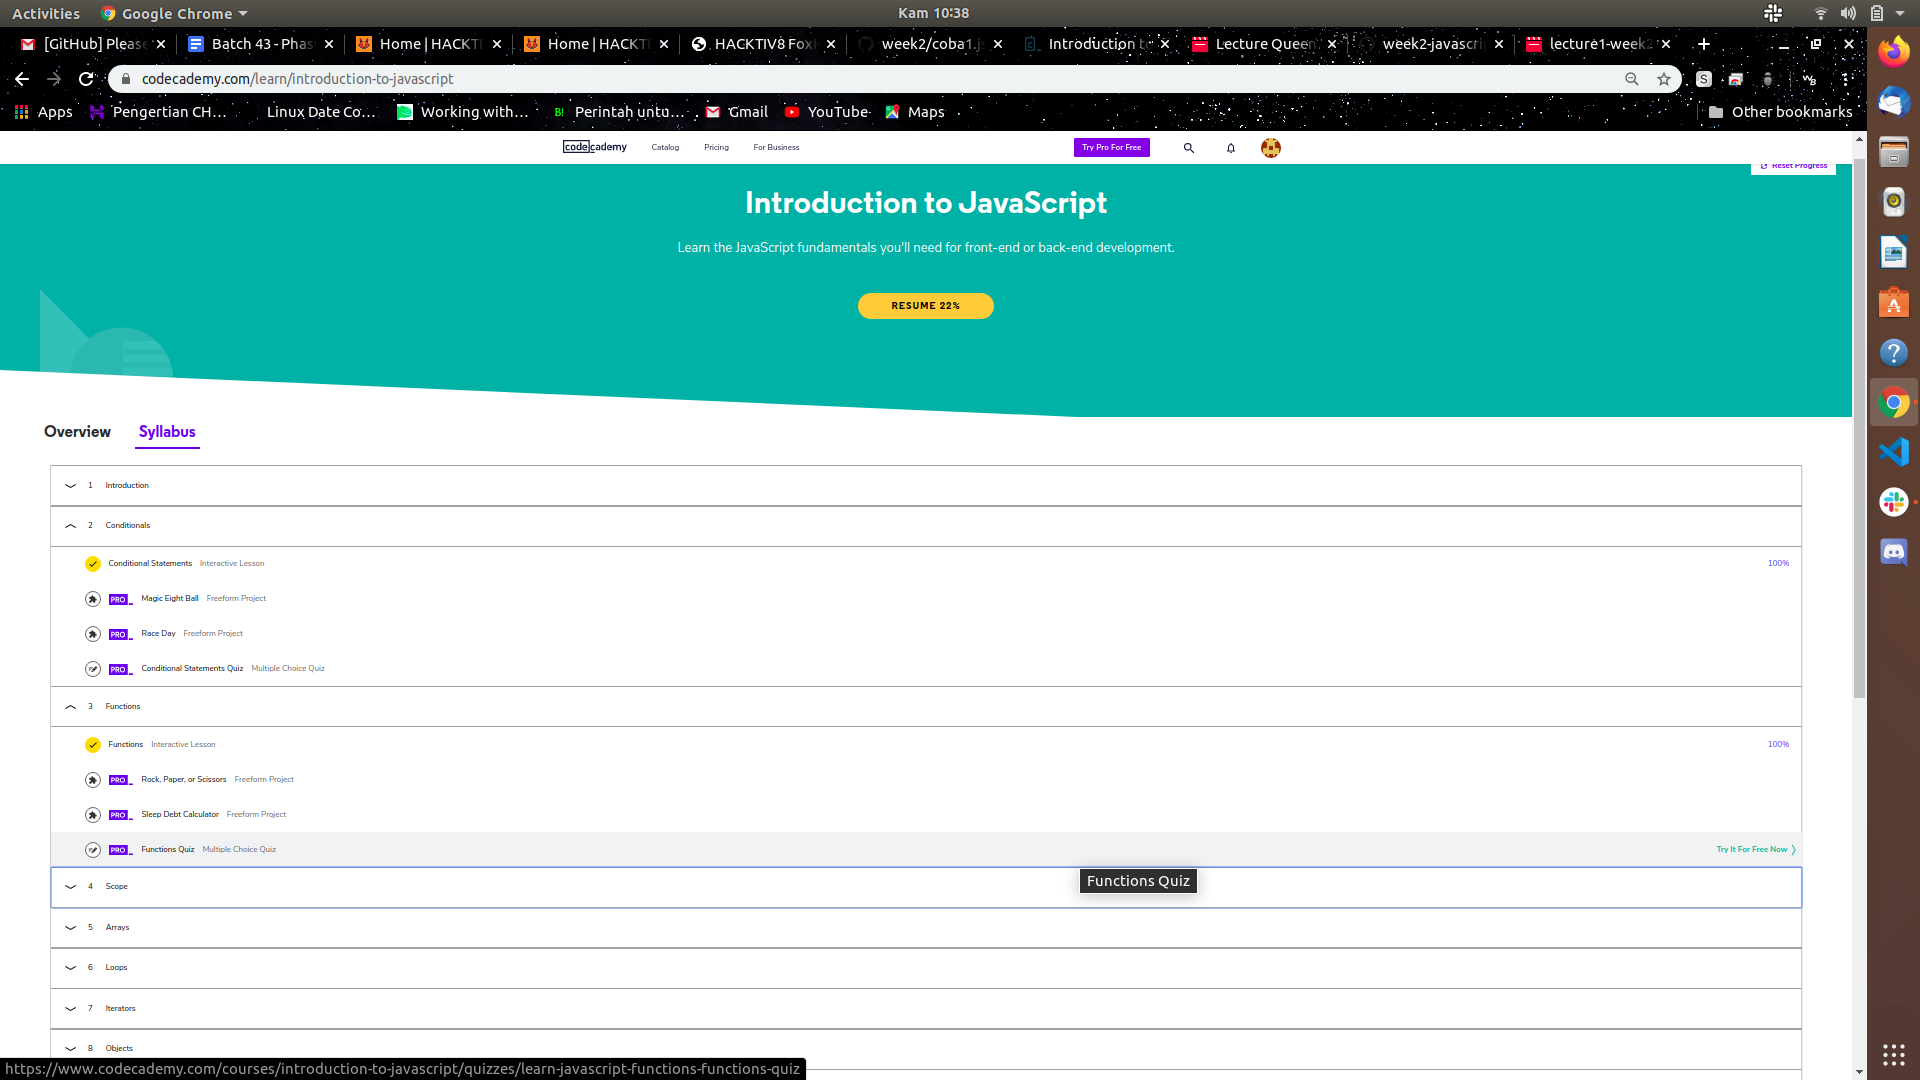 Activities Google Chrome Kam 10:38
[GitHub] Please Batch 43 - Phas Home | HACKTI Home | HACKTI HACKTIV8 Fox week2/coba1.j Introduction to Lecture Queen week2-javascri lecture1-week2
codecademy.com/learn/introduction-to-javascript
Apps Pengertian CH... Linux Date Co... Working with... Perintah untu... Gmail YouTube Maps Other bookmarks
codecademy Catalog Pricing For Business Try Pro For Free
Reset Progress
Introduction to JavaScript
Learn the JavaScript fundamentals you'll need for front-end or back-end development.
RESUME 22%
Overview Syllabus
1 Introduction
2 Conditionals
Conditional Statements Interactive Lesson 100%
PRO Magic Eight Ball Freeform Project
PRO Race Day Freeform Project
PRO Conditional Statements Quiz Multiple Choice Quiz
3 Functions
Functions Interactive Lesson 100%
PRO Rock, Paper, or Scissors Freeform Project
PRO Sleep Debt Calculator Freeform Project
PRO Functions Quiz Multiple Choice Quiz Try It For Free Now
Functions Quiz
4 Scope
5 Arrays
6 Loops
7 Iterators
8 Objects
https://www.codecademy.com/courses/introduction-to-javascript/quizzes/learn-javascript-functions-functions-quiz